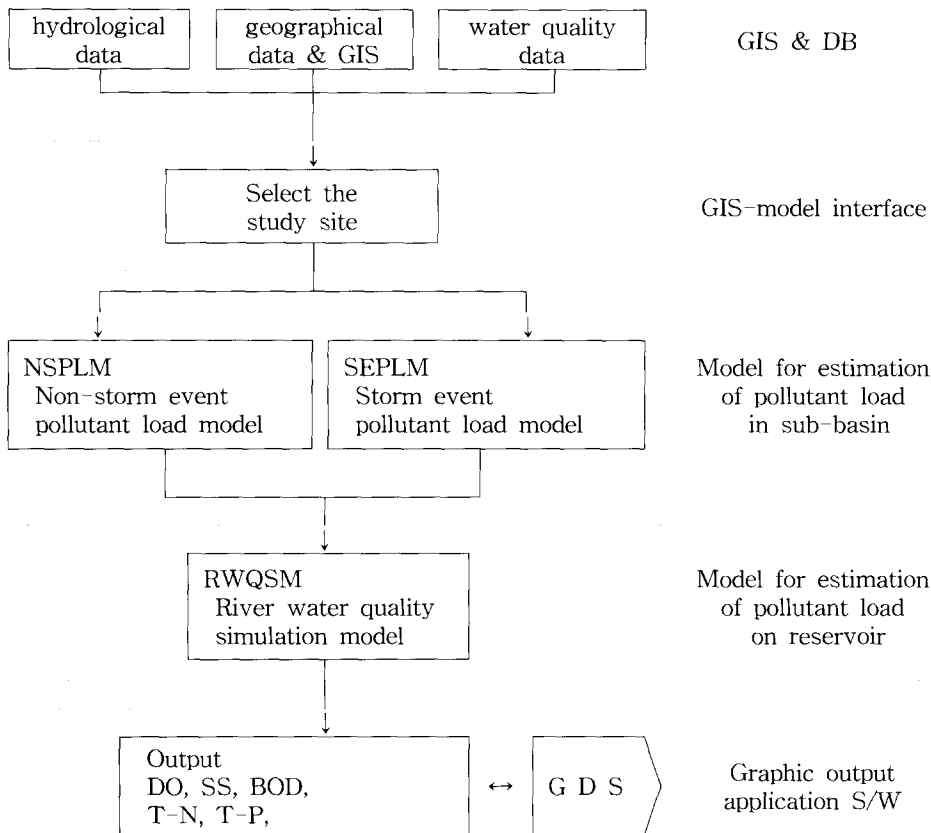 hydrological
data
geographical
data & GIS
water quality
data
GIS & DB
Select the
study site
GIS-model interface
NSPLM
Non-storm event
pollutant load model
SEPLM
Storm event
pollutant load model
Model for estimation
of pollutant load
in sub-basin
RWQSM
River water quality
simulation model
Model for estimation
of pollutant load
on reservoir
Output
DO, SS, BOD,
T-N, T-P,
G D S
Graphic output
application S/W